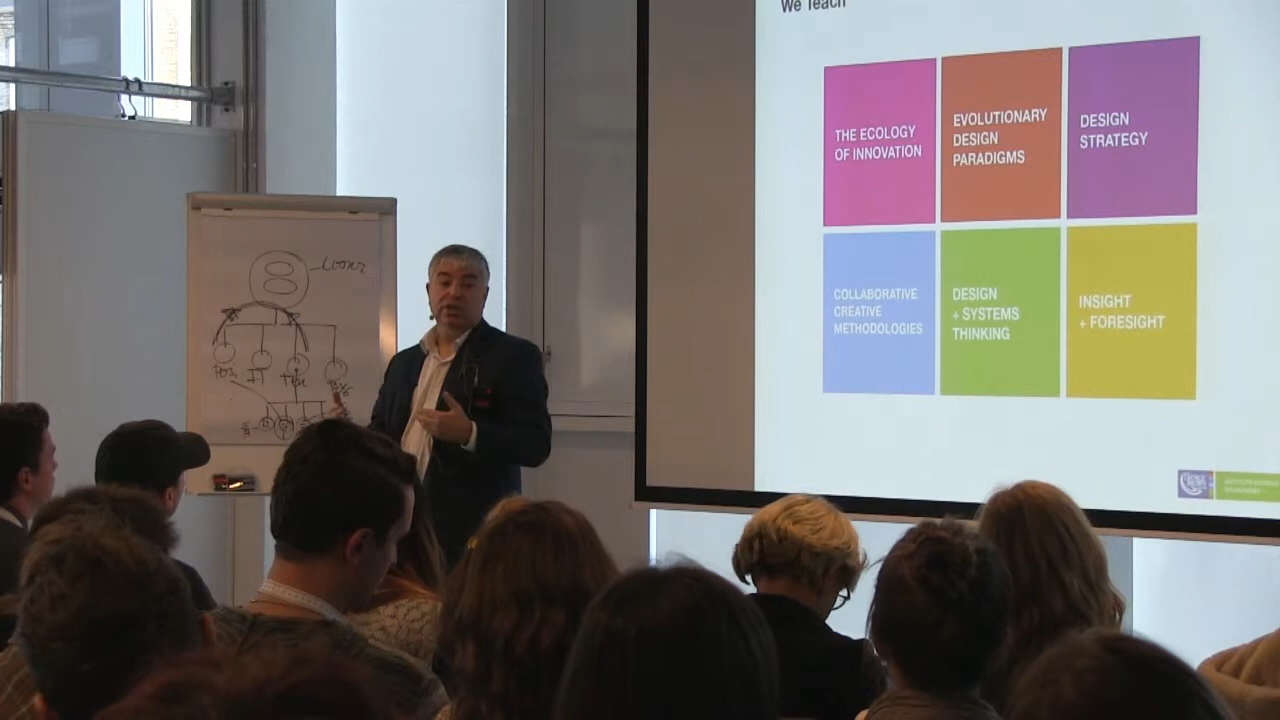 We Teach
THE ECOLOGY
OF INNOVATION
EVOLUTIONARY
DESIGN
PARADIGMS
DESIGN
STRATEGY
COLLABORATIVE
CREATIVE
METHODOLOGIES
DESIGN
+ SYSTEMS
THINKING
INSIGHT
+ FORESIGHT
IT